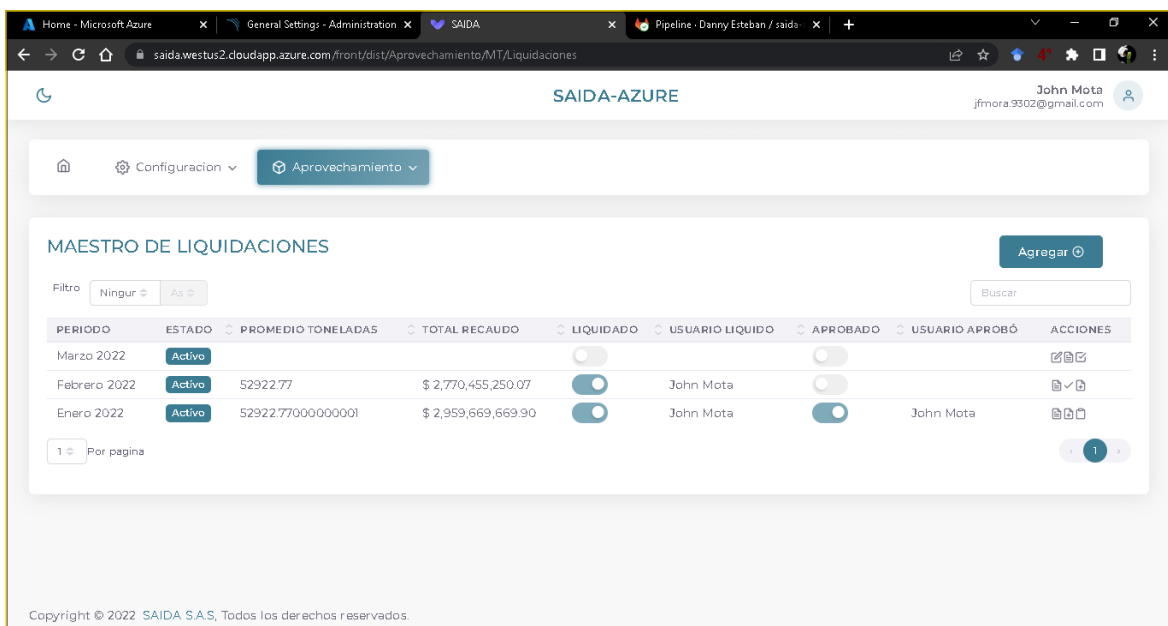 Home - Microsoft Azure
General Settings - Administration
SAIDA
Pipeline · Danny Esteban / saida-
saida.westus2.cloudapp.azure.com/front/dist/Aprovechamiento/MT/Liquidaciones
4°
SAIDA-AZURE
John Mota
jfmora.9302@gmail.com
Configuracion
Aprovechamiento
MAESTRO DE LIQUIDACIONES
Agregar
Filtro
Ningur
As
Buscar
PERIODO ESTADO PROMEDIO TONELADAS TOTAL RECAUDO LIQUIDADO USUARIO LIQUIDO APROBADO USUARIO APROBÓ ACCIONES
Marzo 2022 Activo
Febrero 2022 Activo 52922.77 $ 2,770,455,250.07 John Mota
Enero 2022 Activo 52922.77000000001 $ 2,959,669,669.90 John Mota John Mota
1 Por pagina
1
Copyright © 2022 SAIDA S.A.S, Todos los derechos reservados.